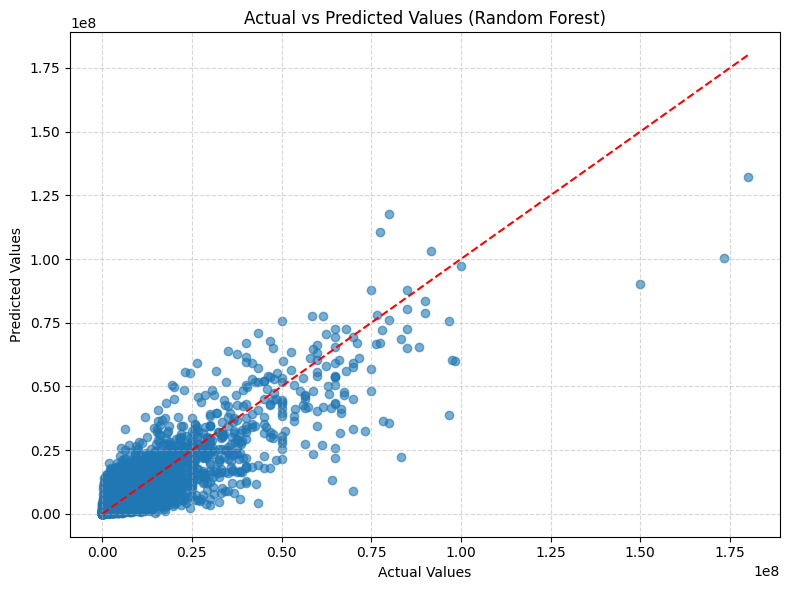 Actual vs Predicted Values (Random Forest)
1e8
1.75
1.50
1.25
1.00
0.75
0.50
0.25
0.00
Predicted Values
0.00 0.25 0.50 0.75 1.00 1.25 1.50 1.75
1e8
Actual Values